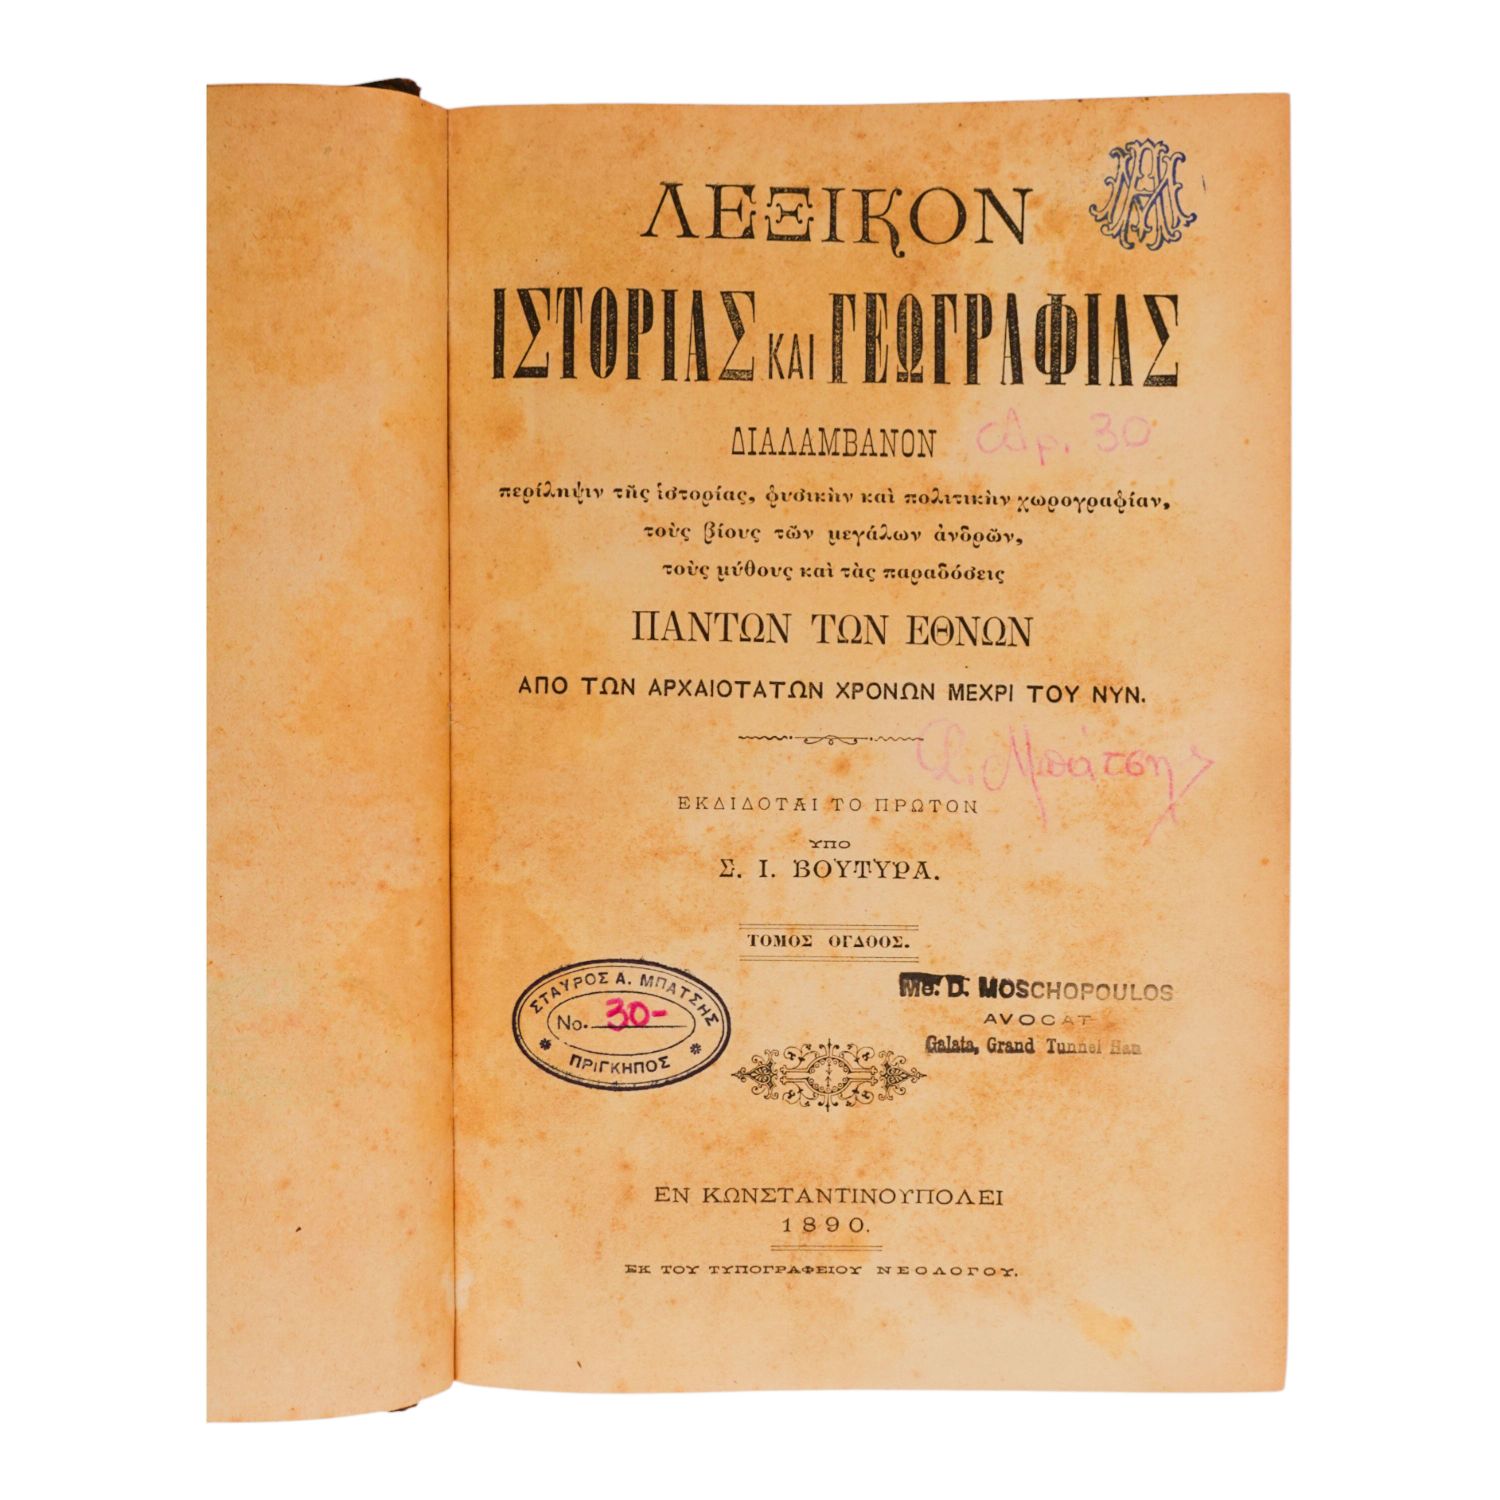 ΛΕΞΙΚΟΝ
ΙΣΤΟΡΙΑΣ ΚΑΙ ΓΕΩΓΡΑΦΙΑΣ
ΔΙΑΛΑΜΒΑΝΟΝ
Αρ. 30
περίληψιν τῆς ἱστορίας, φυσικὴν καὶ πολιτικὴν χωρογραφίαν,
τοὺς βίους τῶν μεγάλων ἀνδρῶν,
τοὺς μύθους καὶ τὰς παραδόσεις
ΠΑΝΤΩΝ ΤΩΝ ΕΘΝΩΝ
ΑΠΟ ΤΩΝ ΑΡΧΑΙΟΤΑΤΩΝ ΧΡΟΝΩΝ ΜΕΧΡΙ ΤΟΥ ΝΥΝ.
Μπάτσης
ΕΚΔΙΔΟΤΑΙ ΤΟ ΠΡΩΤΟΝ
ΥΠΟ
Σ. Ι. ΒΟΥΤΥΡΑ.
ΤΟΜΟΣ ΟΓΔΟΟΣ.
ΣΤΑΥΡΟΣ Α. ΜΠΑΤΣΗΣ
No. 30-
ΠΡΙΓΚΗΠΟΣ
Me. D. MOSCHOPOULOS
AVOCAT
Galata, Grand Tunnel Han
ΕΝ ΚΩΝΣΤΑΝΤΙΝΟΥΠΟΛΕΙ
1890.
ΕΚ ΤΟΥ ΤΥΠΟΓΡΑΦΕΙΟΥ ΝΕΟΛΟΓΟΥ.